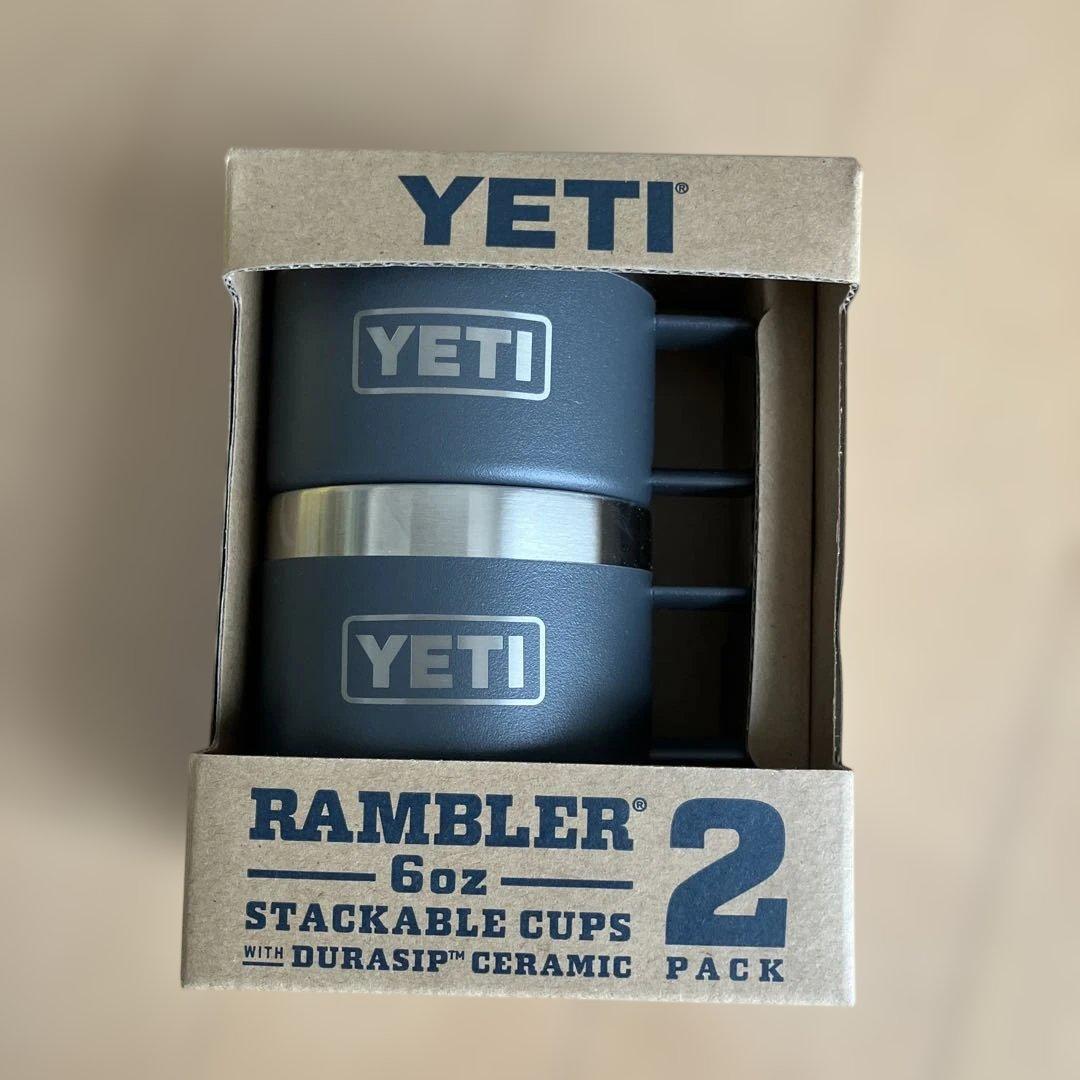 YETI®
YETI
YETI
RAMBLER®
6oz
STACKABLE CUPS
WITH DURASIP™ CERAMIC
2
PACK